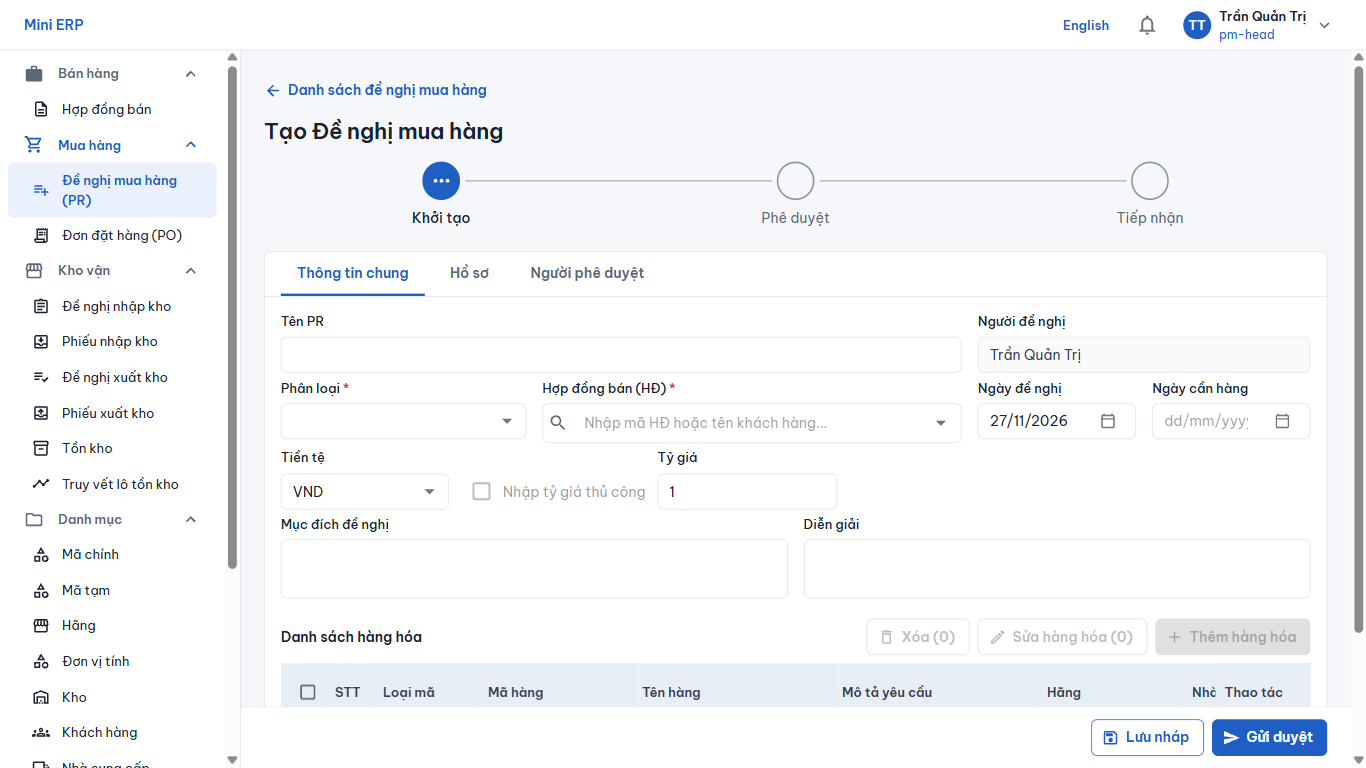 Mini ERP
English
TT
Trần Quản Trị
pm-head
Bán hàng
Hợp đồng bán
Mua hàng
Đề nghị mua hàng
(PR)
Đơn đặt hàng (PO)
Kho vận
Đề nghị nhập kho
Phiếu nhập kho
Đề nghị xuất kho
Phiếu xuất kho
Tồn kho
Truy vết lô tồn kho
Danh mục
Mã chính
Mã tạm
Hãng
Đơn vị tính
Kho
Khách hàng
Nhà cung cấp
Danh sách đề nghị mua hàng
Tạo Đề nghị mua hàng
Khởi tạo
Phê duyệt
Tiếp nhận
Thông tin chung
Hồ sơ
Người phê duyệt
Tên PR
Người đề nghị
Trần Quản Trị
Phân loại *
Hợp đồng bán (HĐ) *
Ngày đề nghị
Ngày cần hàng
Nhập mã HĐ hoặc tên khách hàng...
27/11/2026
dd/mm/yyyy
Tiền tệ
Tỷ giá
VND
Nhập tỷ giá thủ công
1
Mục đích đề nghị
Diễn giải
Danh sách hàng hóa
Xóa (0)
Sửa hàng hóa (0)
Thêm hàng hóa
STT
Loại mã
Mã hàng
Tên hàng
Mô tả yêu cầu
Hãng
Nhà
Thao tác
Lưu nháp
Gửi duyệt